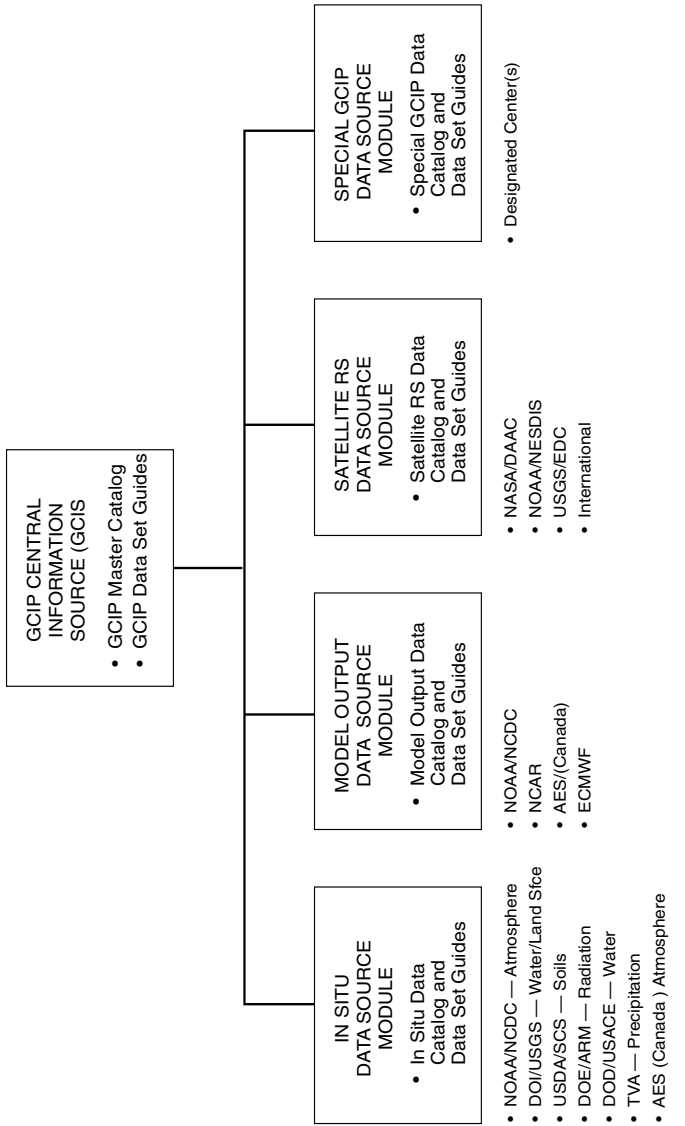 GCIP CENTRAL
INFORMATION
SOURCE (GCIS
• GCIP Master Catalog
• GCIP Data Set Guides
IN SITU
DATA SOURCE
MODULE
• In Situ Data
Catalog and
Data Set Guides
• NOAA/NCDC — Atmosphere
• DOI/USGS — Water/Land Sfce
• USDA/SCS — Soils
• DOE/ARM — Radiation
• DOD/USACE — Water
• TVA — Precipitation
• AES (Canada ) Atmosphere
MODEL OUTPUT
DATA SOURCE
MODULE
• Model Output Data
Catalog and
Data Set Guides
• NOAA/NCDC
• NCAR
• AES/(Canada)
• ECMWF
SATELLITE RS
DATA SOURCE
MODULE
• Satellite RS Data
Catalog and
Data Set Guides
• NASA/DAAC
• NOAA/NESDIS
• USGS/EDC
• International
SPECIAL GCIP
DATA SOURCE
MODULE
• Special GCIP Data
Catalog and
Data Set Guides
• Designated Center(s)